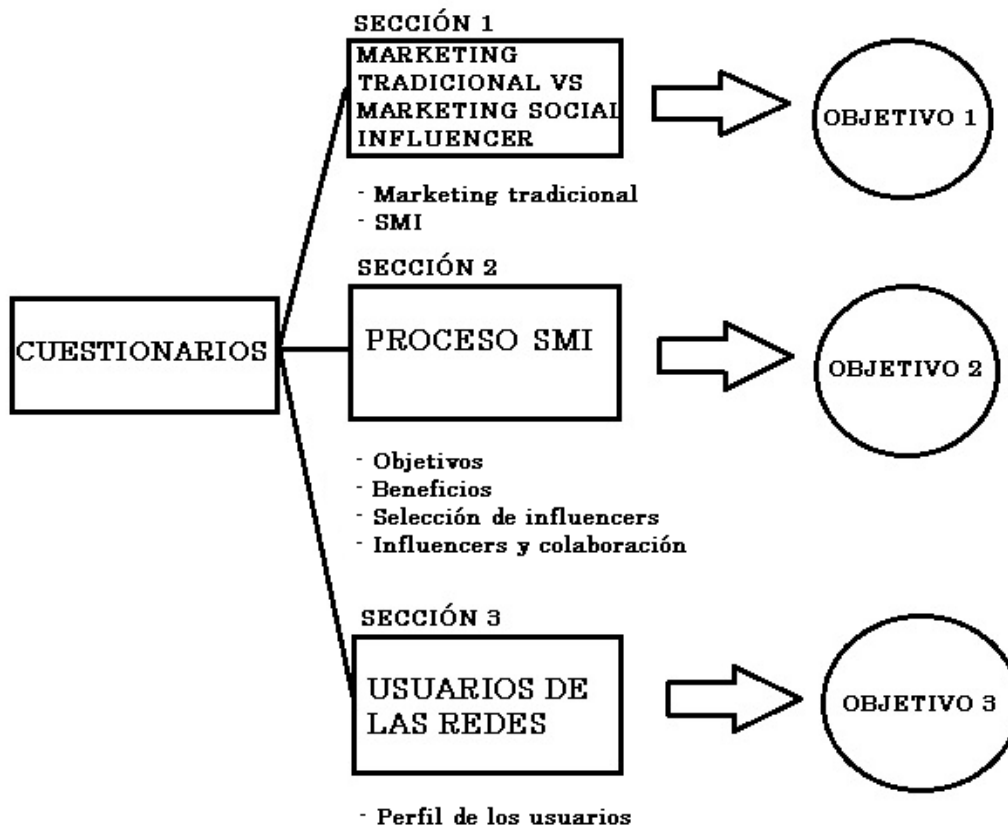 SECCIÓN 1
MARKETING
TRADICIONAL VS
MARKETING SOCIAL
INFLUENCER
OBJETIVO 1
- Marketing tradicional
- SMI
SECCIÓN 2
CUESTIONARIOS
PROCESO SMI
OBJETIVO 2
- Objetivos
- Beneficios
- Selección de influencers
- Influencers y colaboración
SECCIÓN 3
USUARIOS DE
LAS REDES
OBJETIVO 3
- Perfil de los usuarios